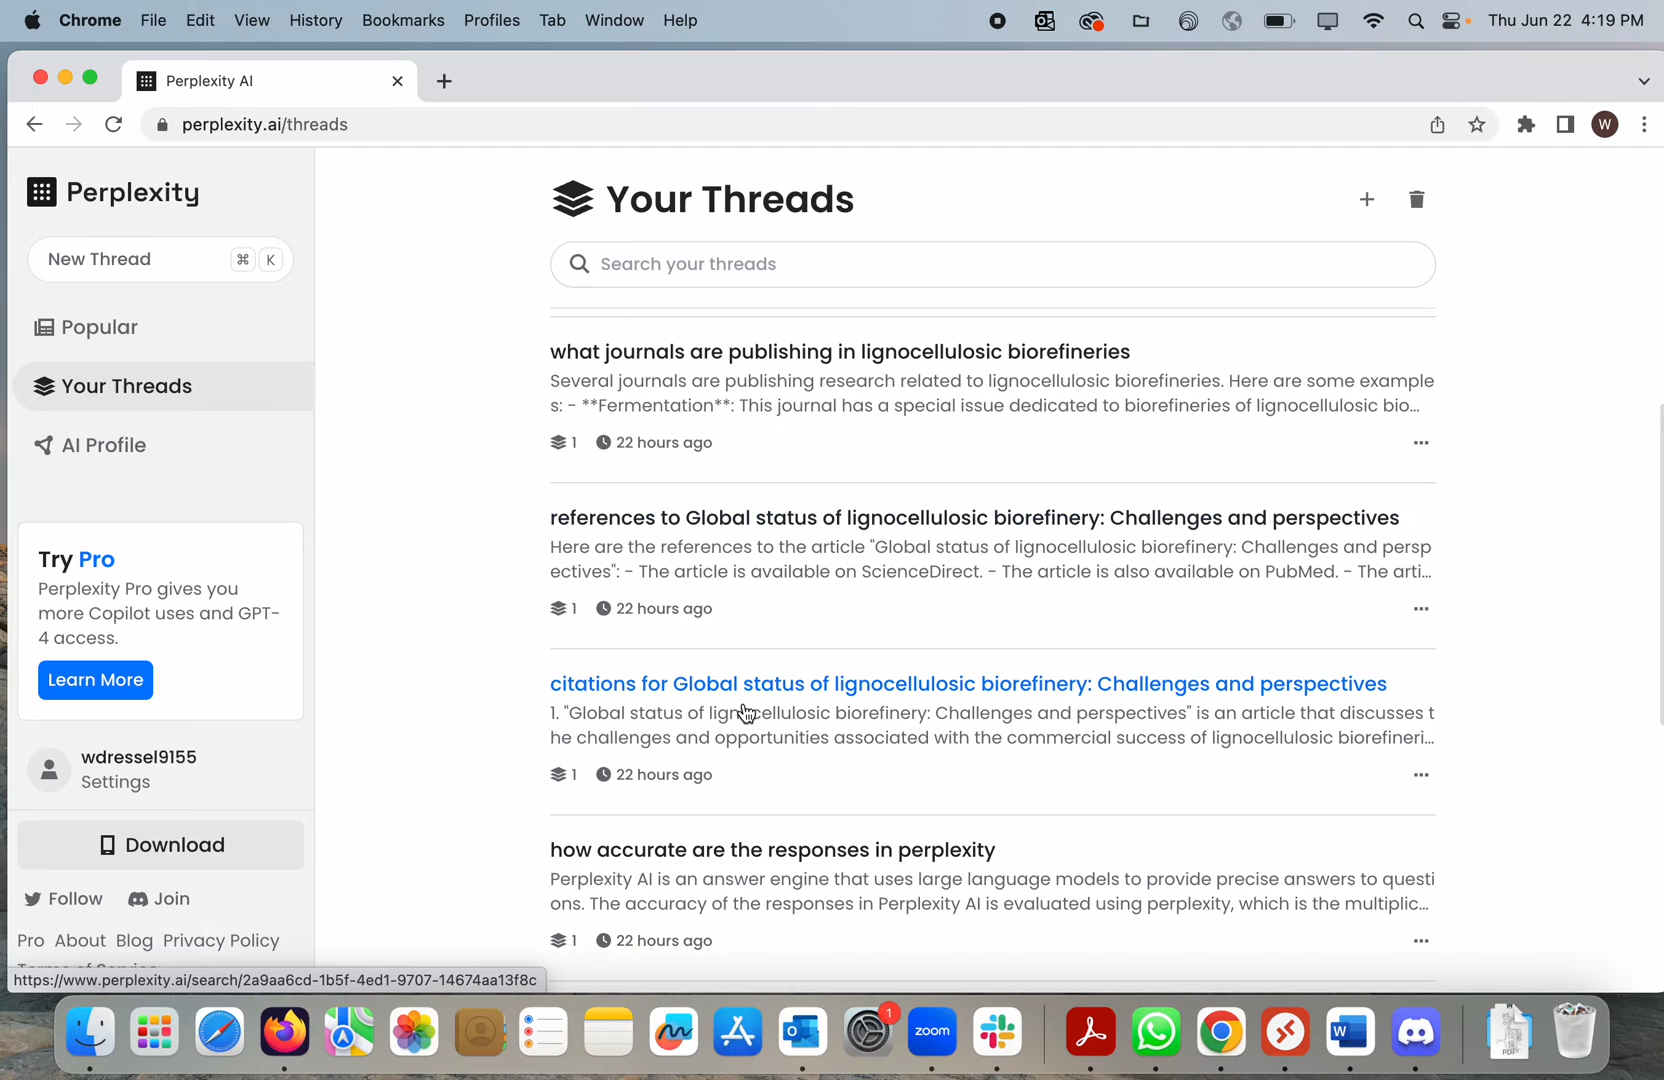 Chrome File Edit View History Bookmarks Profiles Tab Window Help Thu Jun 22 4:19 PM
Perplexity AI
perplexity.ai/threads
W
Perplexity
New Thread ⌘ K
Popular
Your Threads
AI Profile
Try Pro
Perplexity Pro gives you
more Copilot uses and GPT-
4 access.
Learn More
wdressel9155
Settings
Download
Follow Join
Pro About Blog Privacy Policy
https://www.perplexity.ai/search/2a9aa6cd-1b5f-4ed1-9707-14674aa13f8c
Your Threads
Search your threads
what journals are publishing in lignocellulosic biorefineries
Several journals are publishing research related to lignocellulosic biorefineries. Here are some example
s: - **Fermentation**: This journal has a special issue dedicated to biorefineries of lignocellulosic bio...
1 22 hours ago
references to Global status of lignocellulosic biorefinery: Challenges and perspectives
Here are the references to the article "Global status of lignocellulosic biorefinery: Challenges and persp
ectives": - The article is available on ScienceDirect. - The article is also available on PubMed. - The arti...
1 22 hours ago
citations for Global status of lignocellulosic biorefinery: Challenges and perspectives
1. "Global status of lignocellulosic biorefinery: Challenges and perspectives" is an article that discusses t
he challenges and opportunities associated with the commercial success of lignocellulosic biorefineri...
1 22 hours ago
how accurate are the responses in perplexity
Perplexity AI is an answer engine that uses large language models to provide precise answers to questi
ons. The accuracy of the responses in Perplexity AI is evaluated using perplexity, which is the multiplic...
1 22 hours ago
1
zoom
PDF